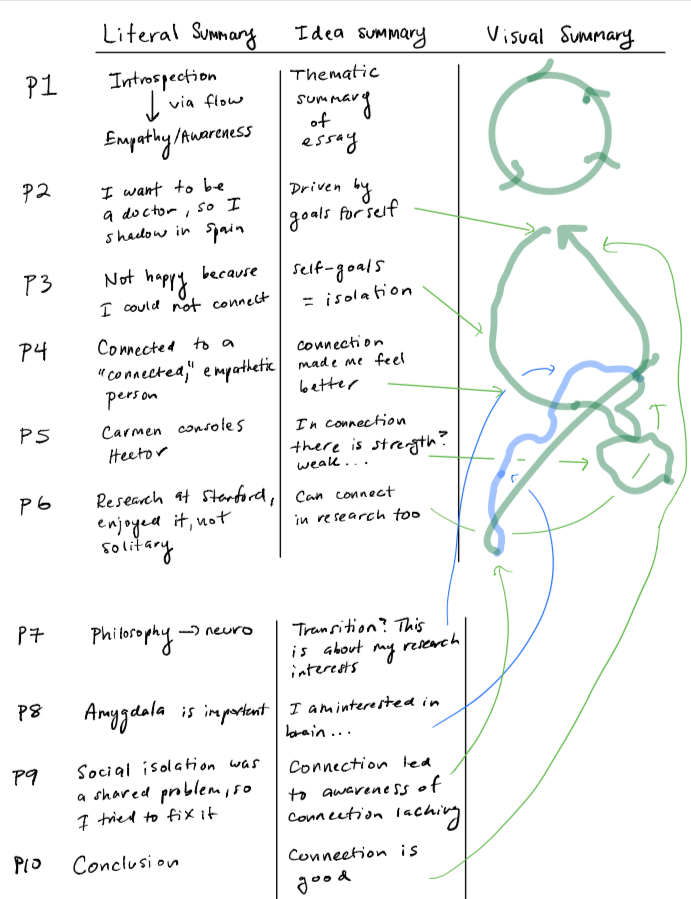 Literal Summary Idea summary Visual Summary
P1 Introspection Thematic
via flow summary
of
Empathy/Awareness essay
P2 I want to be Driven by
a doctor, so I goals for self
shadow in Spain
P3 Not happy because self-goals
I could not connect = isolation
P4 Connected to a connection
"connected," empathetic made me feel
person better
P5 Carmen consoles In connection
Hector there is strength?
weak...
P6 Research at Stanford, Can connect
enjoyed it, not in research too
solitary
P7 Philosophy → neuro Transition? This
is about my research
interests
P8 Amygdala is important I am interested in
brain...
P9 Social isolation was Connection led
a shared problem, so to awareness of
I tried to fix it connection lacking
P10 Conclusion Connection is
good